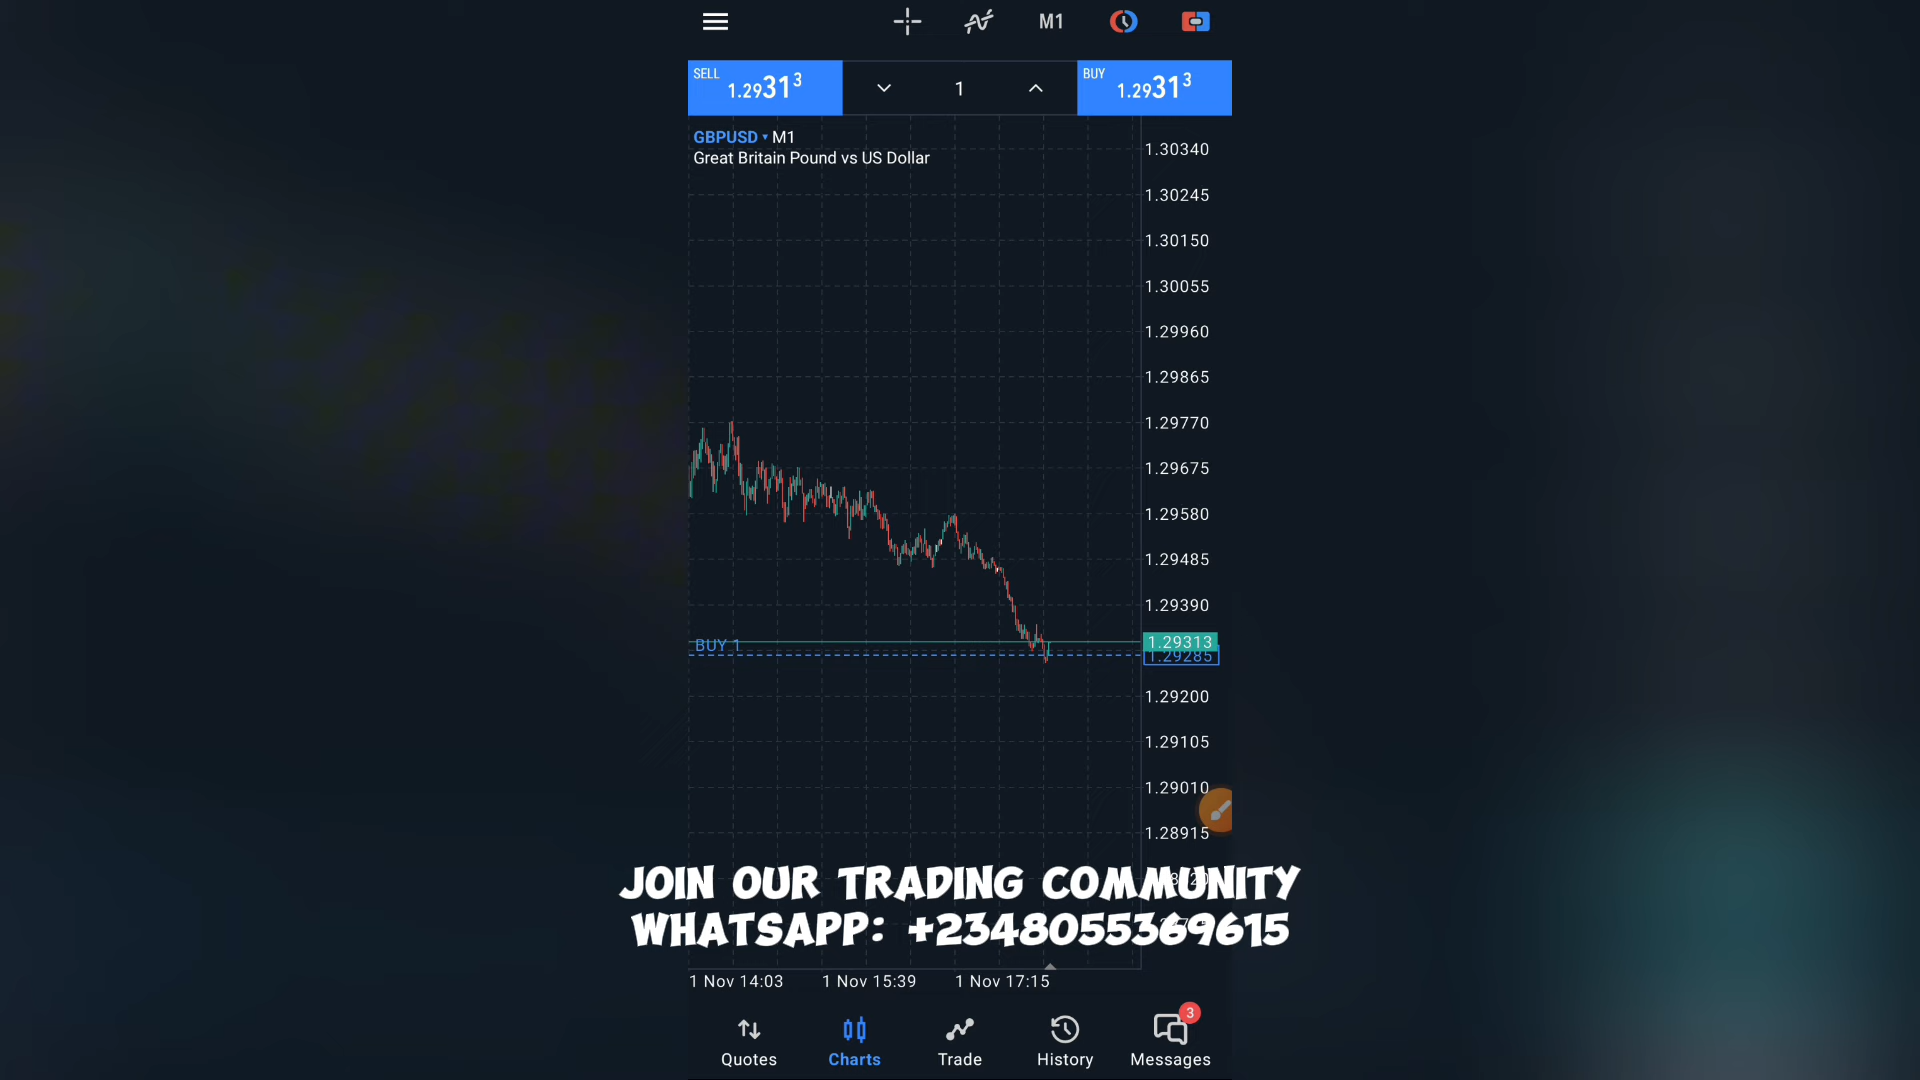 M1
SELL
1.29313
1
BUY
1.29313
GBPUSD M1
Great Britain Pound vs US Dollar
1.30340
1.30245
1.30150
1.30055
1.29960
1.29865
1.29770
1.29675
1.29580
1.29485
1.29390
BUY 1
1.29313
1.29285
1.29200
1.29105
1.29010
1.28915
JOIN OUR TRADING COMMUNITY
WHATSAPP: +2348055369615
1 Nov 14:03 1 Nov 15:39 1 Nov 17:15
3
Quotes Charts Trade History Messages